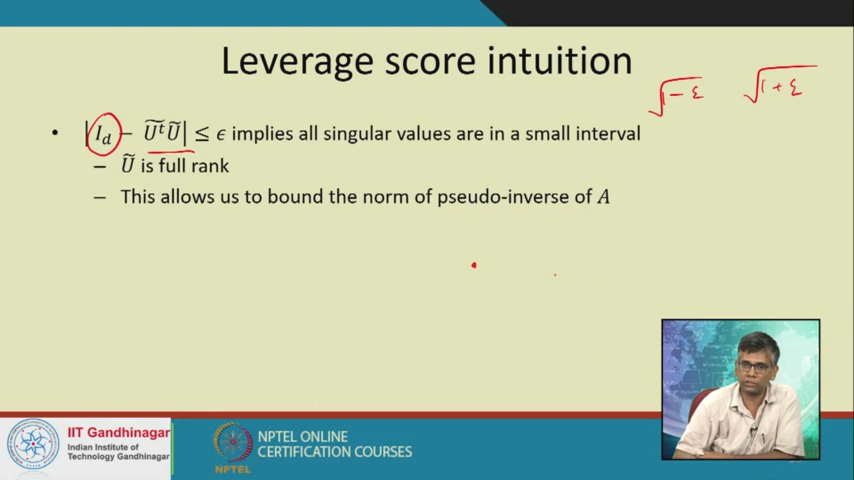 Leverage score intuition
√1-ε √1+ε
• |I_d − Ũ^t Ũ| ≤ ϵ implies all singular values are in a small interval
– Ũ is full rank
– This allows us to bound the norm of pseudo-inverse of A
IIT Gandhinagar
Indian Institute of
Technology Gandhinagar
NPTEL
NPTEL ONLINE
CERTIFICATION COURSES